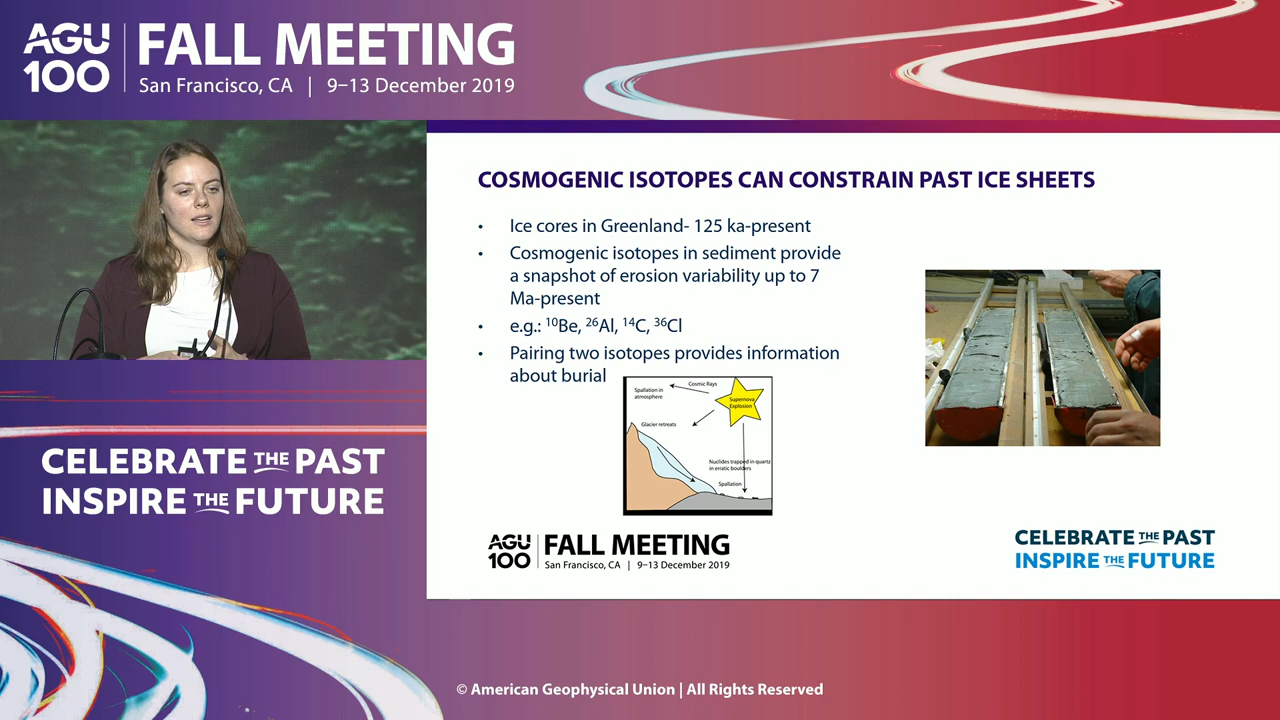 AGU
100
FALL MEETING
San Francisco, CA | 9–13 December 2019
COSMOGENIC ISOTOPES CAN CONSTRAIN PAST ICE SHEETS
• Ice cores in Greenland- 125 ka-present
• Cosmogenic isotopes in sediment provide
a snapshot of erosion variability up to 7
Ma-present
• e.g.: ¹⁰Be, ²⁶Al, ¹⁴C, ³⁶Cl
• Pairing two isotopes provides information
about burial
Cosmic Rays
Spallation in
atmosphere
Supernova
Explosion
Glacier retreats
Nuclides trapped in quartz
in erratic boulders
Spallation
AGU
100
FALL MEETING
San Francisco, CA | 9–13 December 2019
CELEBRATE THE PAST
INSPIRE THE FUTURE
CELEBRATE THE PAST
INSPIRE THE FUTURE
© American Geophysical Union | All Rights Reserved